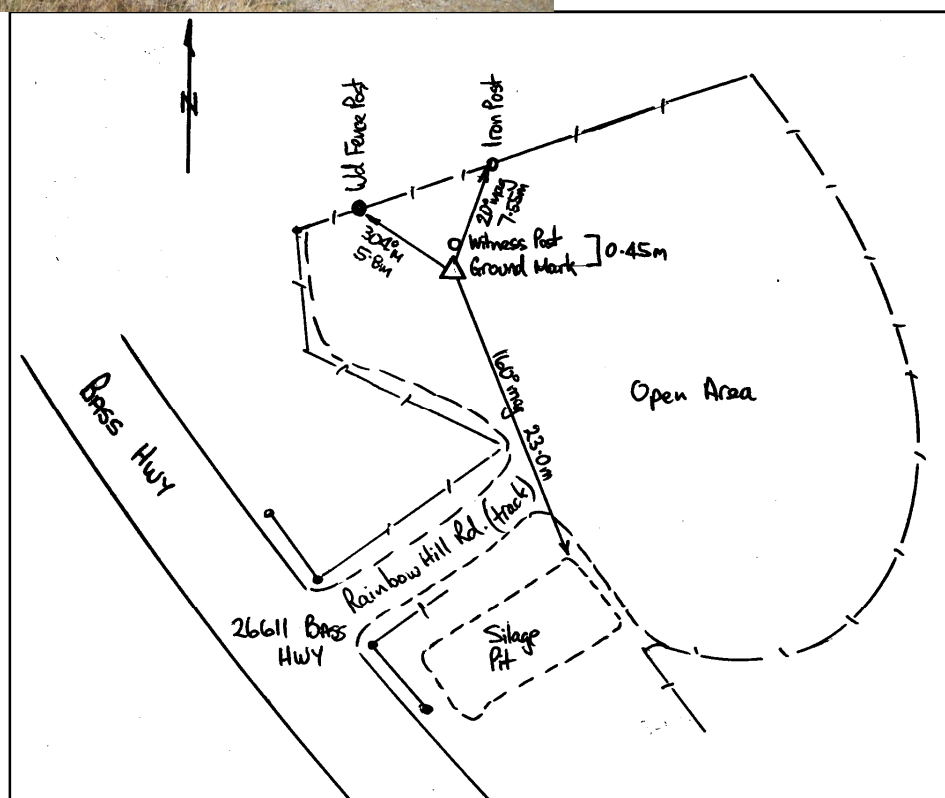 N
Wd Fence Post
Iron Post
20° mag
7.55m
304°M
5.8m
Witness Post
Ground Mark
0.45m
160° mag
23.0m
Open Area
BASS HWY
Rainbow Hill Rd. (track)
26611 BASS
HWY
Silage
Pit